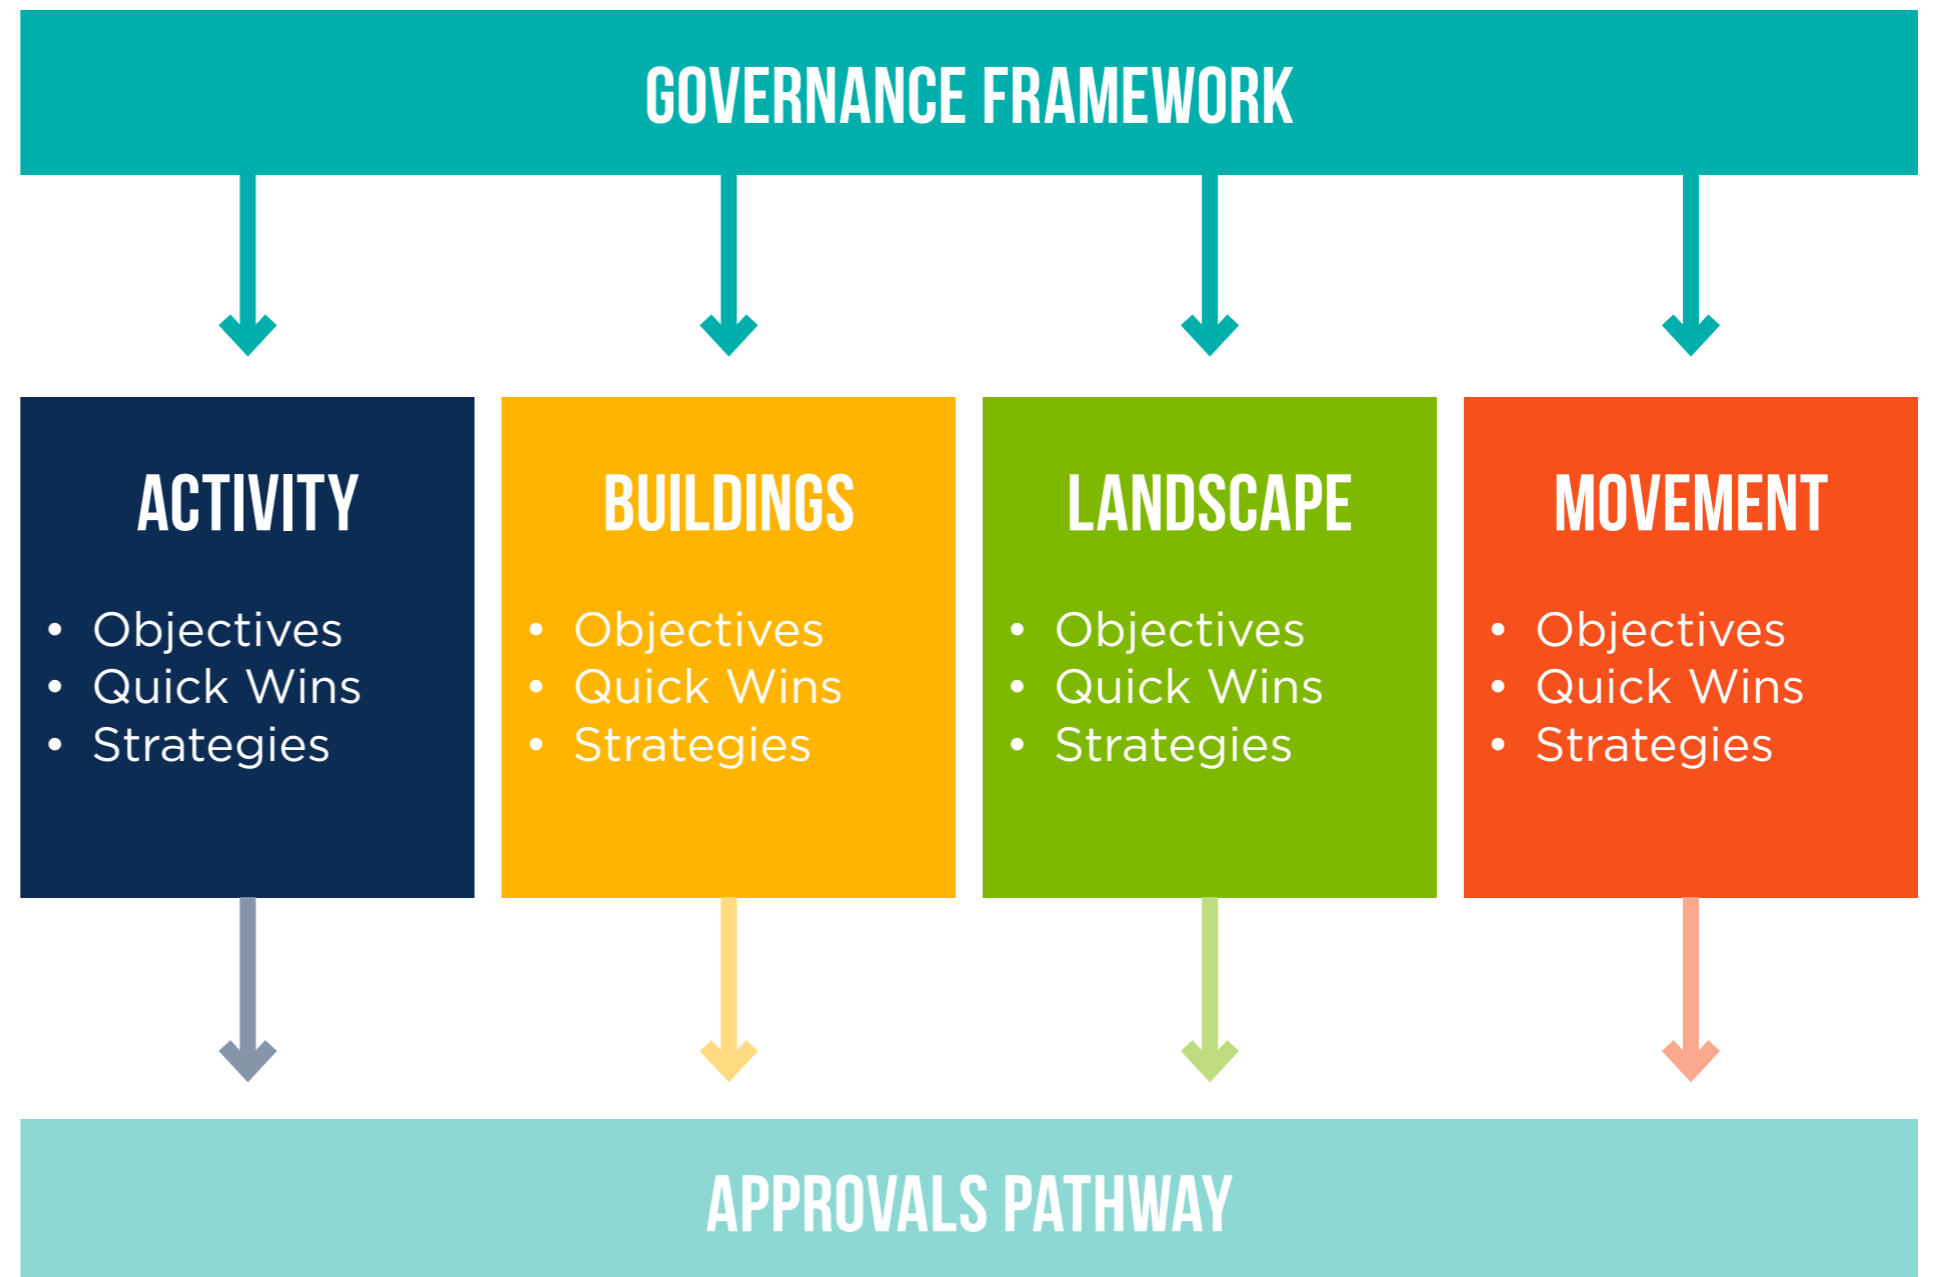 GOVERNANCE FRAMEWORK
ACTIVITY
• Objectives
• Quick Wins
• Strategies
BUILDINGS
• Objectives
• Quick Wins
• Strategies
LANDSCAPE
• Objectives
• Quick Wins
• Strategies
MOVEMENT
• Objectives
• Quick Wins
• Strategies
APPROVALS PATHWAY